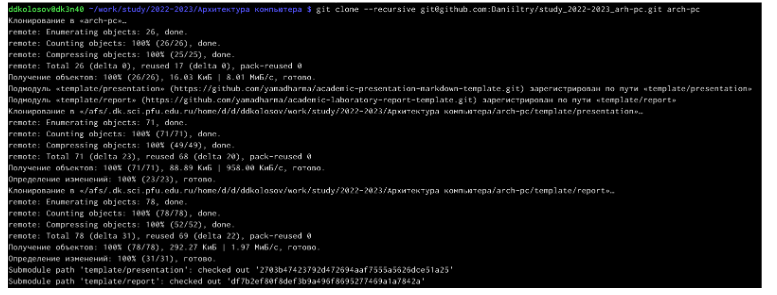 ddkolosov@dk3n40 ~/work/study/2022-2023/Архитектура компьютера $ git clone --recursive git@github.com:Daniiltry/study_2022-2023_arh-pc.git arch-pc
Клонирование в «arch-pc»…
remote: Enumerating objects: 26, done.
remote: Counting objects: 100% (26/26), done.
remote: Compressing objects: 100% (25/25), done.
remote: Total 26 (delta 0), reused 17 (delta 0), pack-reused 0
Получение объектов: 100% (26/26), 16.03 КиБ | 8.01 МиБ/с, готово.
Подмодуль «template/presentation» (https://github.com/yamadharma/academic-presentation-markdown-template.git) зарегистрирован по пути «template/presentation»
Подмодуль «template/report» (https://github.com/yamadharma/academic-laboratory-report-template.git) зарегистрирован по пути «template/report»
Клонирование в «/afs/.dk.sci.pfu.edu.ru/home/d/d/ddkolosov/work/study/2022-2023/Архитектура компьютера/arch-pc/template/presentation»…
remote: Enumerating objects: 71, done.
remote: Counting objects: 100% (71/71), done.
remote: Compressing objects: 100% (49/49), done.
remote: Total 71 (delta 23), reused 68 (delta 20), pack-reused 0
Получение объектов: 100% (71/71), 88.89 КиБ | 958.00 КиБ/с, готово.
Определение изменений: 100% (23/23), готово.
Клонирование в «/afs/.dk.sci.pfu.edu.ru/home/d/d/ddkolosov/work/study/2022-2023/Архитектура компьютера/arch-pc/template/report»…
remote: Enumerating objects: 78, done.
remote: Counting objects: 100% (78/78), done.
remote: Compressing objects: 100% (52/52), done.
remote: Total 78 (delta 31), reused 69 (delta 22), pack-reused 0
Получение объектов: 100% (78/78), 292.27 КиБ | 1.97 МиБ/с, готово.
Определение изменений: 100% (31/31), готово.
Submodule path 'template/presentation': checked out '2703b47423792d472694aaf7555a5626dce51a25'
Submodule path 'template/report': checked out 'df7b2ef80f8def3b9a496f8695277469a1a7842a'